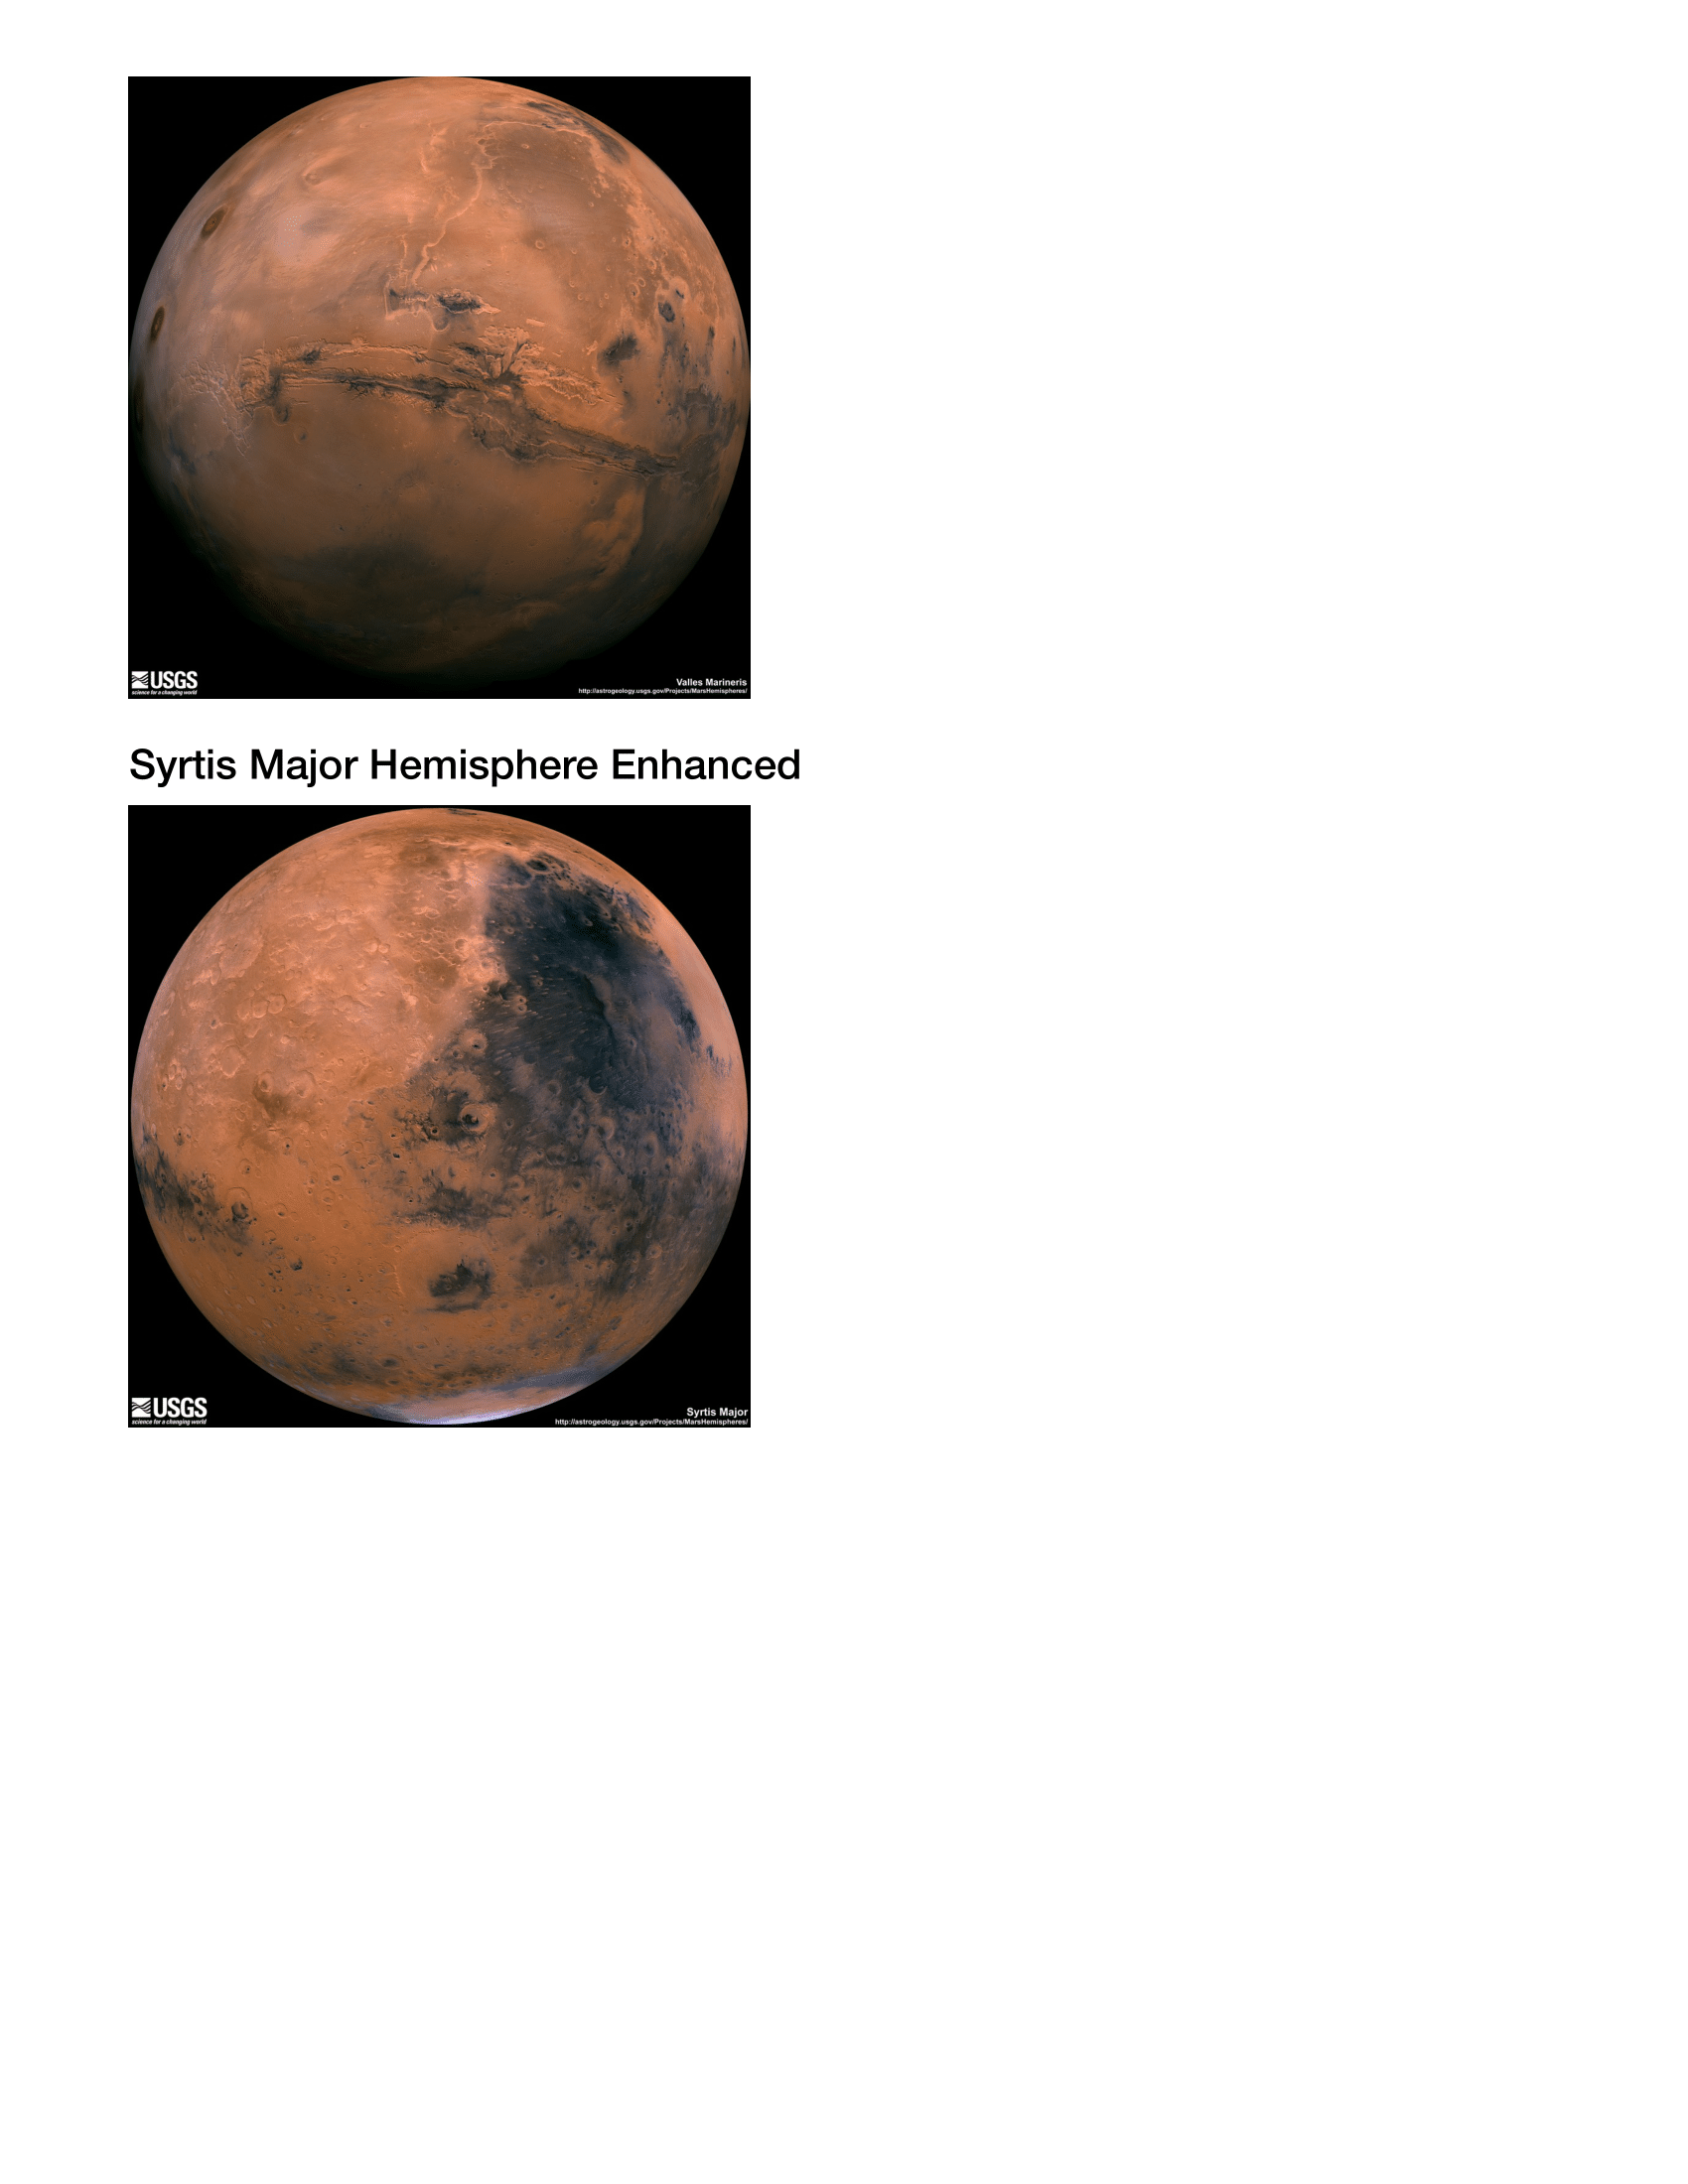 USGS
science for a changing world
Valles Marineris
http://astrogeology.usgs.gov/Projects/MarsHemispheres/
Syrtis Major Hemisphere Enhanced
USGS
science for a changing world
Syrtis Major
http://astrogeology.usgs.gov/Projects/MarsHemispheres/